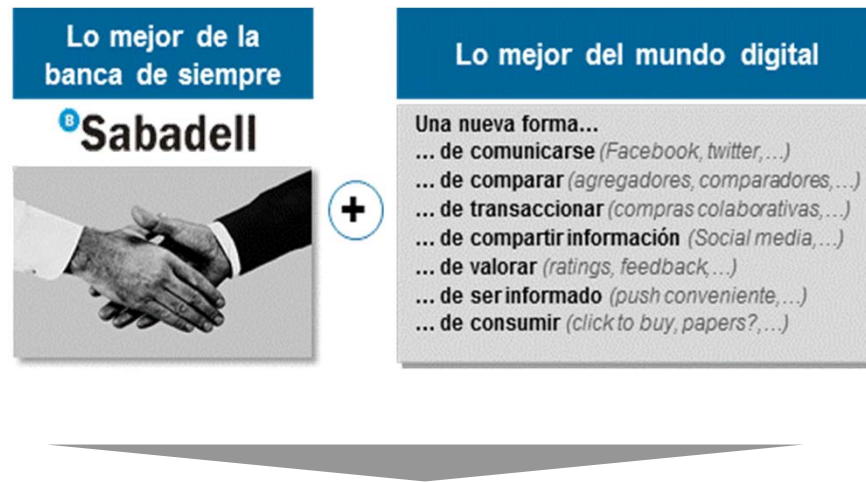 Lo mejor de la
banca de siempre
Lo mejor del mundo digital
B Sabadell
+
Una nueva forma...
... de comunicarse (Facebook, twitter,...)
... de comparar (agregadores, comparadores,...)
... de transaccionar (compras colaborativas,...)
... de compartir información (Social media,...)
... de valorar (ratings, feedback,...)
... de ser informado (push conveniente,...)
... de consumir (click to buy, papers?,...)